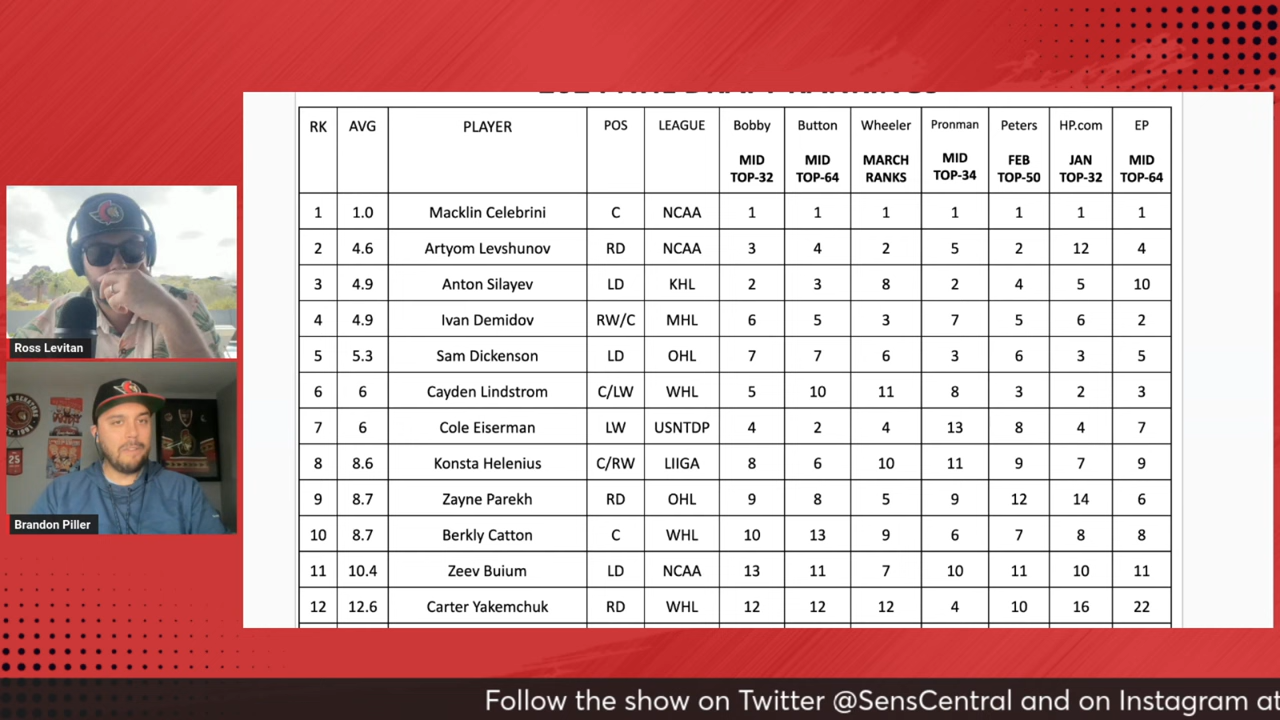 RK AVG PLAYER POS LEAGUE Bobby Button Wheeler Pronman Peters HP.com EP
MID MID MARCH MID FEB JAN MID
TOP-32 TOP-64 RANKS TOP-34 TOP-50 TOP-32 TOP-64
1 1.0 Macklin Celebrini C NCAA 1 1 1 1 1 1 1
2 4.6 Artyom Levshunov RD NCAA 3 4 2 5 2 12 4
3 4.9 Anton Silayev LD KHL 2 3 8 2 4 5 10
4 4.9 Ivan Demidov RW/C MHL 6 5 3 7 5 6 2
5 5.3 Sam Dickenson LD OHL 7 7 6 3 6 3 5
6 6 Cayden Lindstrom C/LW WHL 5 10 11 8 3 2 3
7 6 Cole Eiserman LW USNTDP 4 2 4 13 8 4 7
8 8.6 Konsta Helenius C/RW LIIGA 8 6 10 11 9 7 9
9 8.7 Zayne Parekh RD OHL 9 8 5 9 12 14 6
10 8.7 Berkly Catton C WHL 10 13 9 6 7 8 8
11 10.4 Zeev Buium LD NCAA 13 11 7 10 11 10 11
12 12.6 Carter Yakemchuk RD WHL 12 12 12 4 10 16 22
Ross Levitan
Brandon Piller
Follow the show on Twitter @SensCentral and on Instagram at